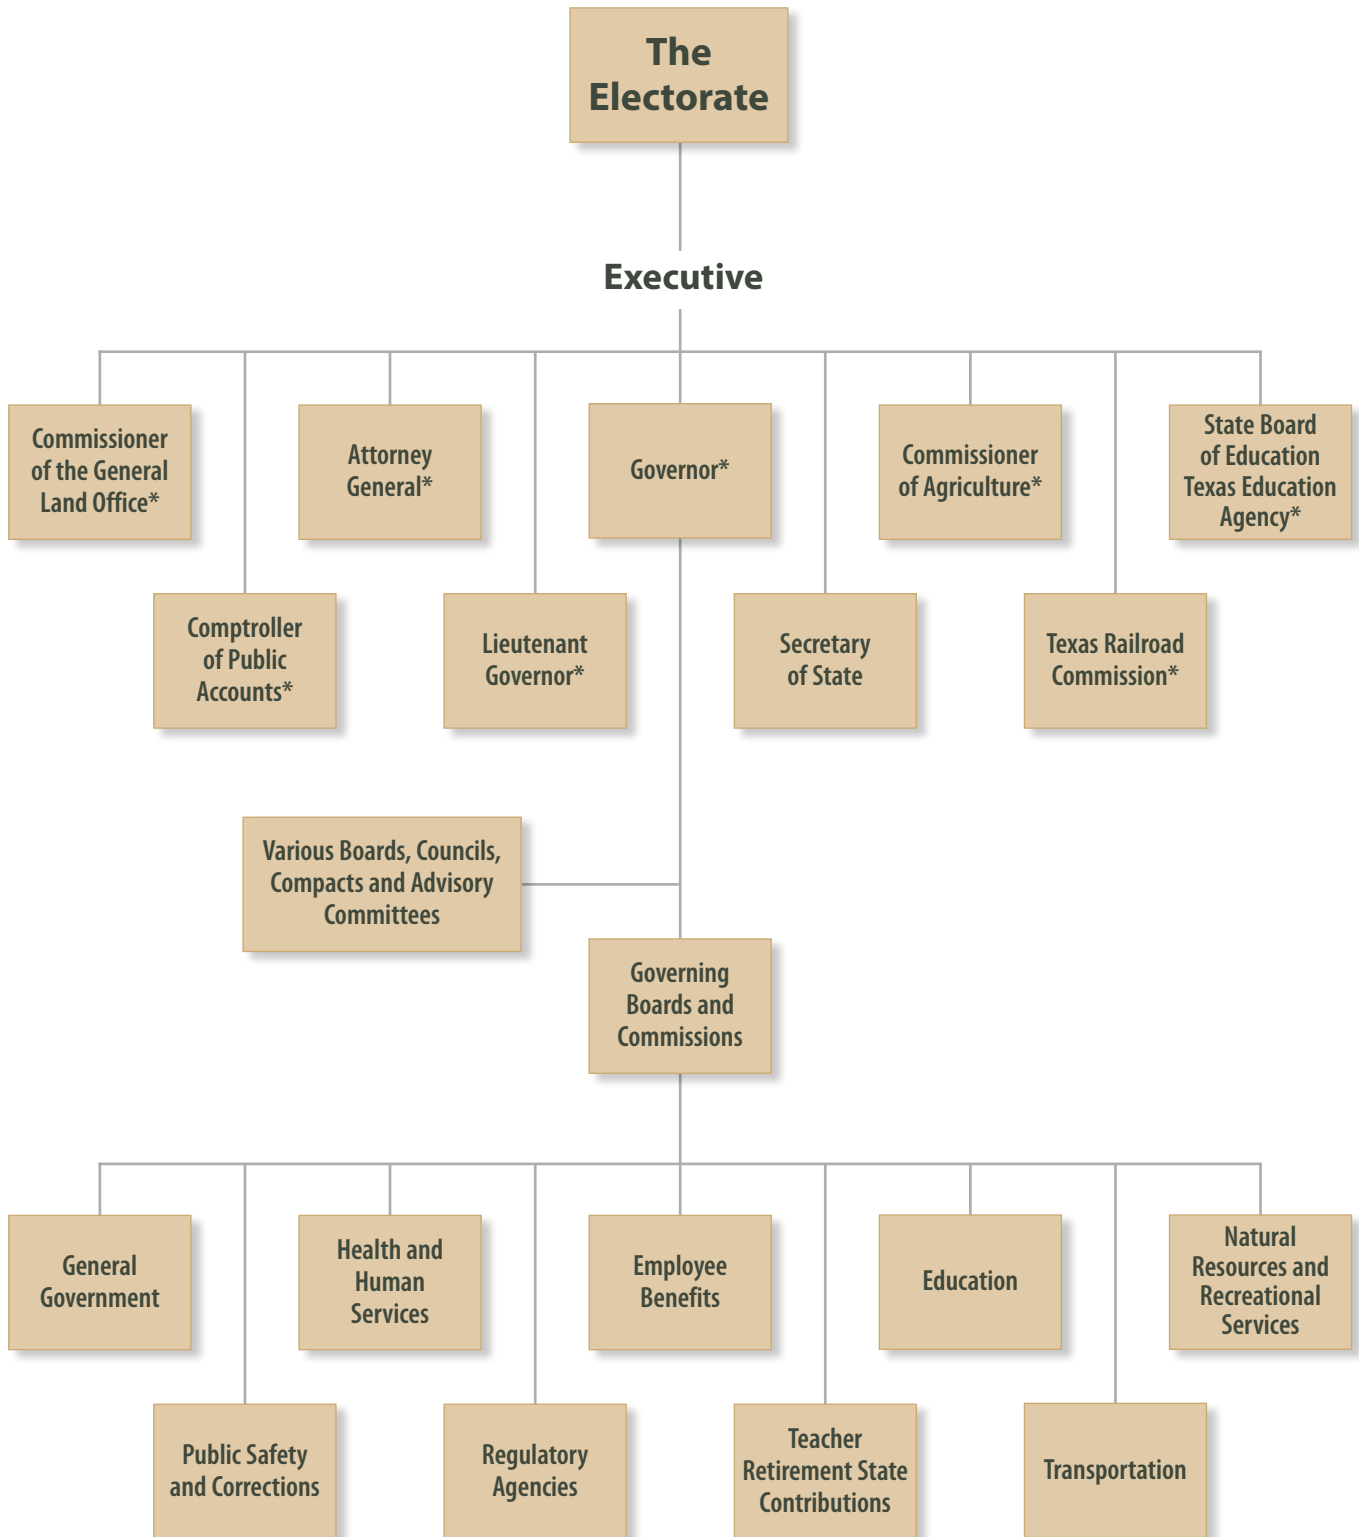 The
Electorate
Executive
Commissioner
of the General
Land Office*
Attorney
General*
Governor*
Commissioner
of Agriculture*
State Board
of Education
Texas Education
Agency*
Comptroller
of Public
Accounts*
Lieutenant
Governor*
Secretary
of State
Texas Railroad
Commission*
Various Boards, Councils,
Compacts and Advisory
Committees
Governing
Boards and
Commissions
General
Government
Health and
Human
Services
Employee
Benefits
Education
Natural
Resources and
Recreational
Services
Public Safety
and Corrections
Regulatory
Agencies
Teacher
Retirement State
Contributions
Transportation